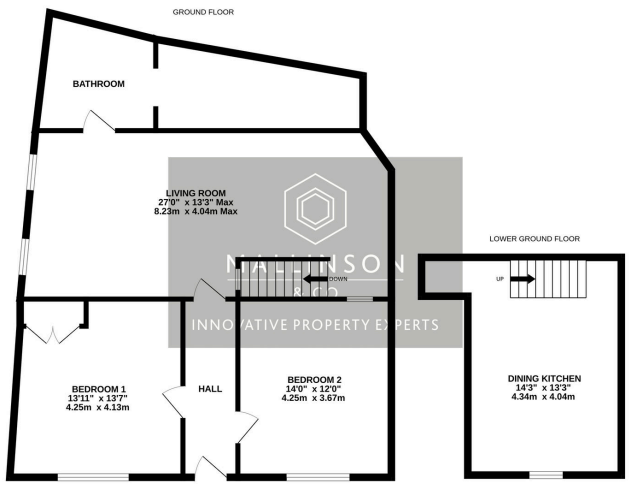 GROUND FLOOR
BATHROOM
LIVING ROOM
27'0" x 13'3" Max
8.23m x 4.04m Max
MALLINSON
& CO
INNOVATIVE PROPERTY EXPERTS
DOWN
LOWER GROUND FLOOR
UP
BEDROOM 1
13'11" x 13'7"
4.25m x 4.13m
HALL
BEDROOM 2
14'0" x 12'0"
4.25m x 3.67m
DINING KITCHEN
14'3" x 13'3"
4.34m x 4.04m